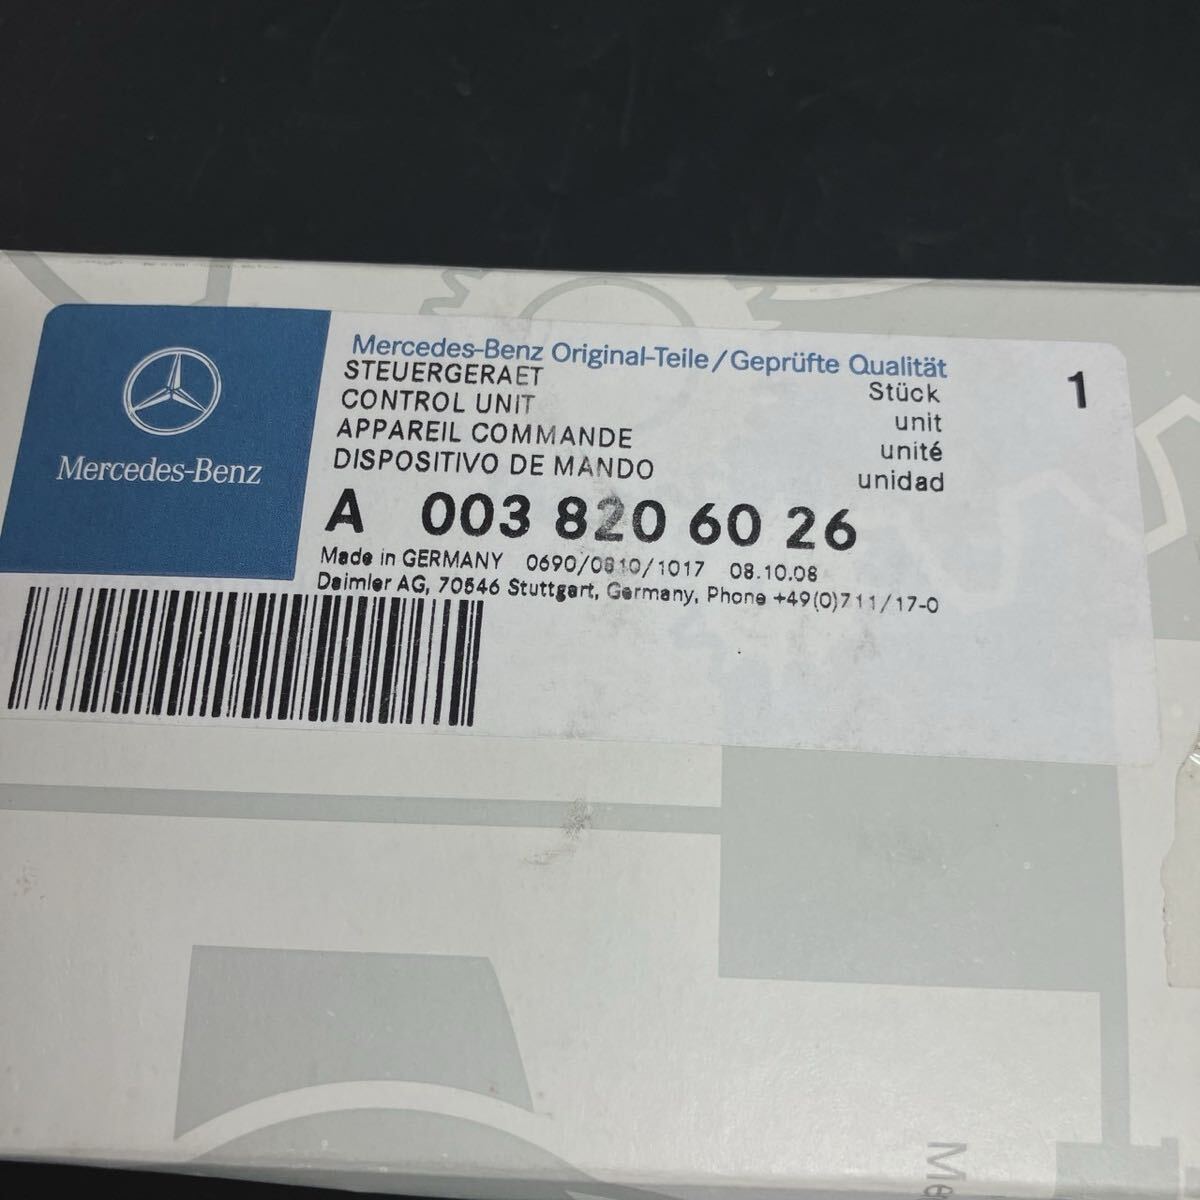 Mercedes-Benz
Mercedes-Benz Original-Teile/Geprüfte Qualität
STEUERGERAET Stück 1
CONTROL UNIT unit
APPAREIL COMMANDE unité
DISPOSITIVO DE MANDO unidad
A 003 820 60 26
Made in GERMANY 0690/0810/1017 08.10.08
Daimler AG, 70546 Stuttgart, Germany, Phone +49(0)711/17-0